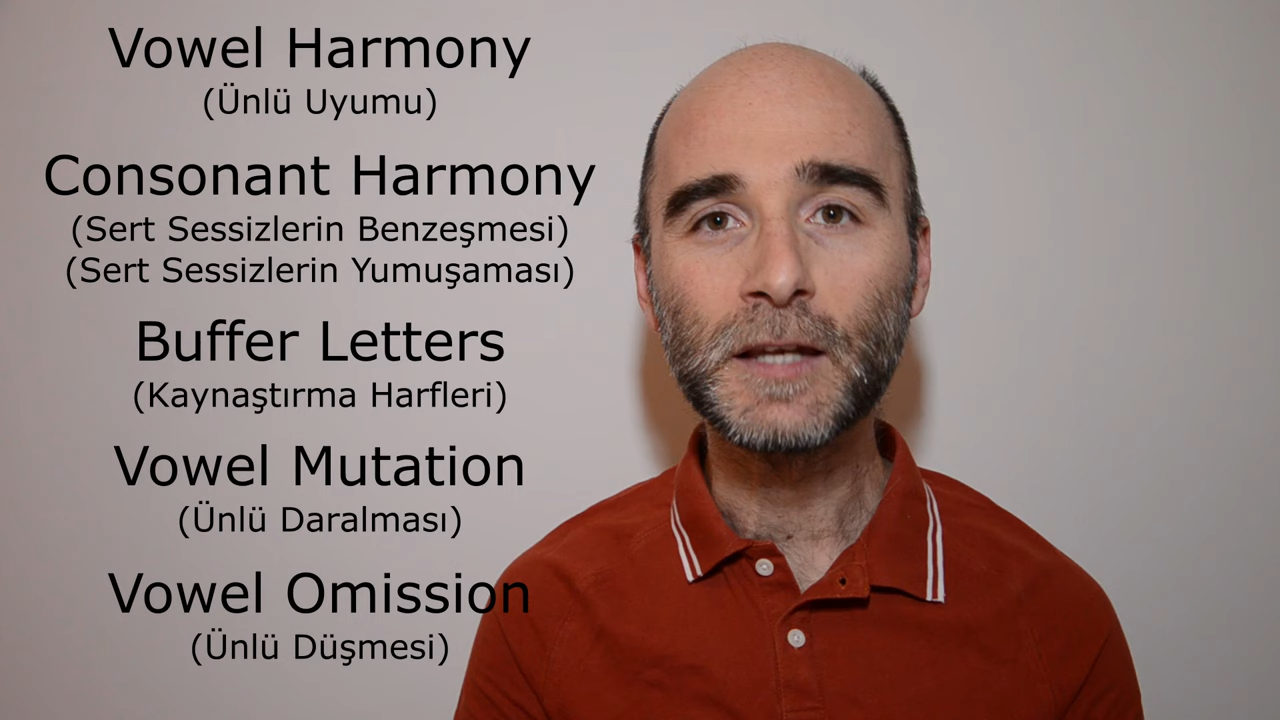 Vowel Harmony
(Ünlü Uyumu)
Consonant Harmony
(Sert Sessizlerin Benzeşmesi)
(Sert Sessizlerin Yumuşaması)
Buffer Letters
(Kaynaştırma Harfleri)
Vowel Mutation
(Ünlü Daralması)
Vowel Omission
(Ünlü Düşmesi)